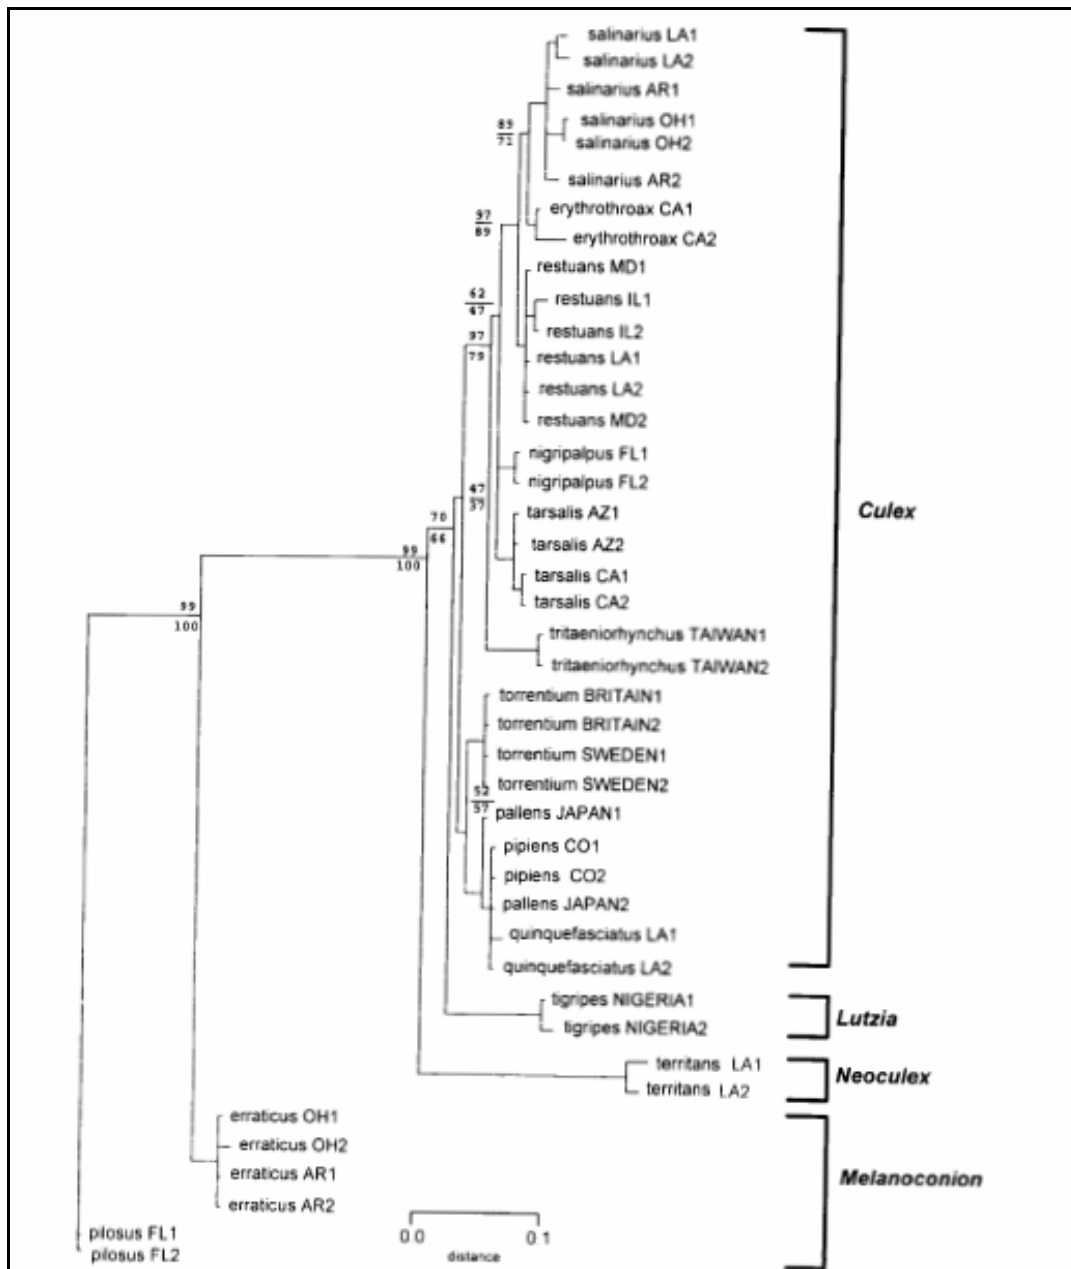 salinarius LA1
salinarius LA2
salinarius AR1
salinarius OH1
salinarius OH2
salinarius AR2
erythrothroax CA1
erythrothroax CA2
restuans MD1
restuans IL1
restuans IL2
restuans LA1
restuans LA2
restuans MD2
nigripalpus FL1
nigripalpus FL2
tarsalis AZ1
tarsalis AZ2
tarsalis CA1
tarsalis CA2
tritaeniorhynchus TAIWAN1
tritaeniorhynchus TAIWAN2
torrentium BRITAIN1
torrentium BRITAIN2
torrentium SWEDEN1
torrentium SWEDEN2
pallens JAPAN1
pipiens CO1
pipiens CO2
pallens JAPAN2
quinquefasciatus LA1
quinquefasciatus LA2
tigripes NIGERIA1
tigripes NIGERIA2
territans LA1
territans LA2
erraticus OH1
erraticus OH2
erraticus AR1
erraticus AR2
pilosus FL1
pilosus FL2
Culex
Lutzia
Neoculex
Melanoconion
71
97
89
62
47
97
79
47
37
70
66
99
100
99
100
52
57
0.0 0.1
distance